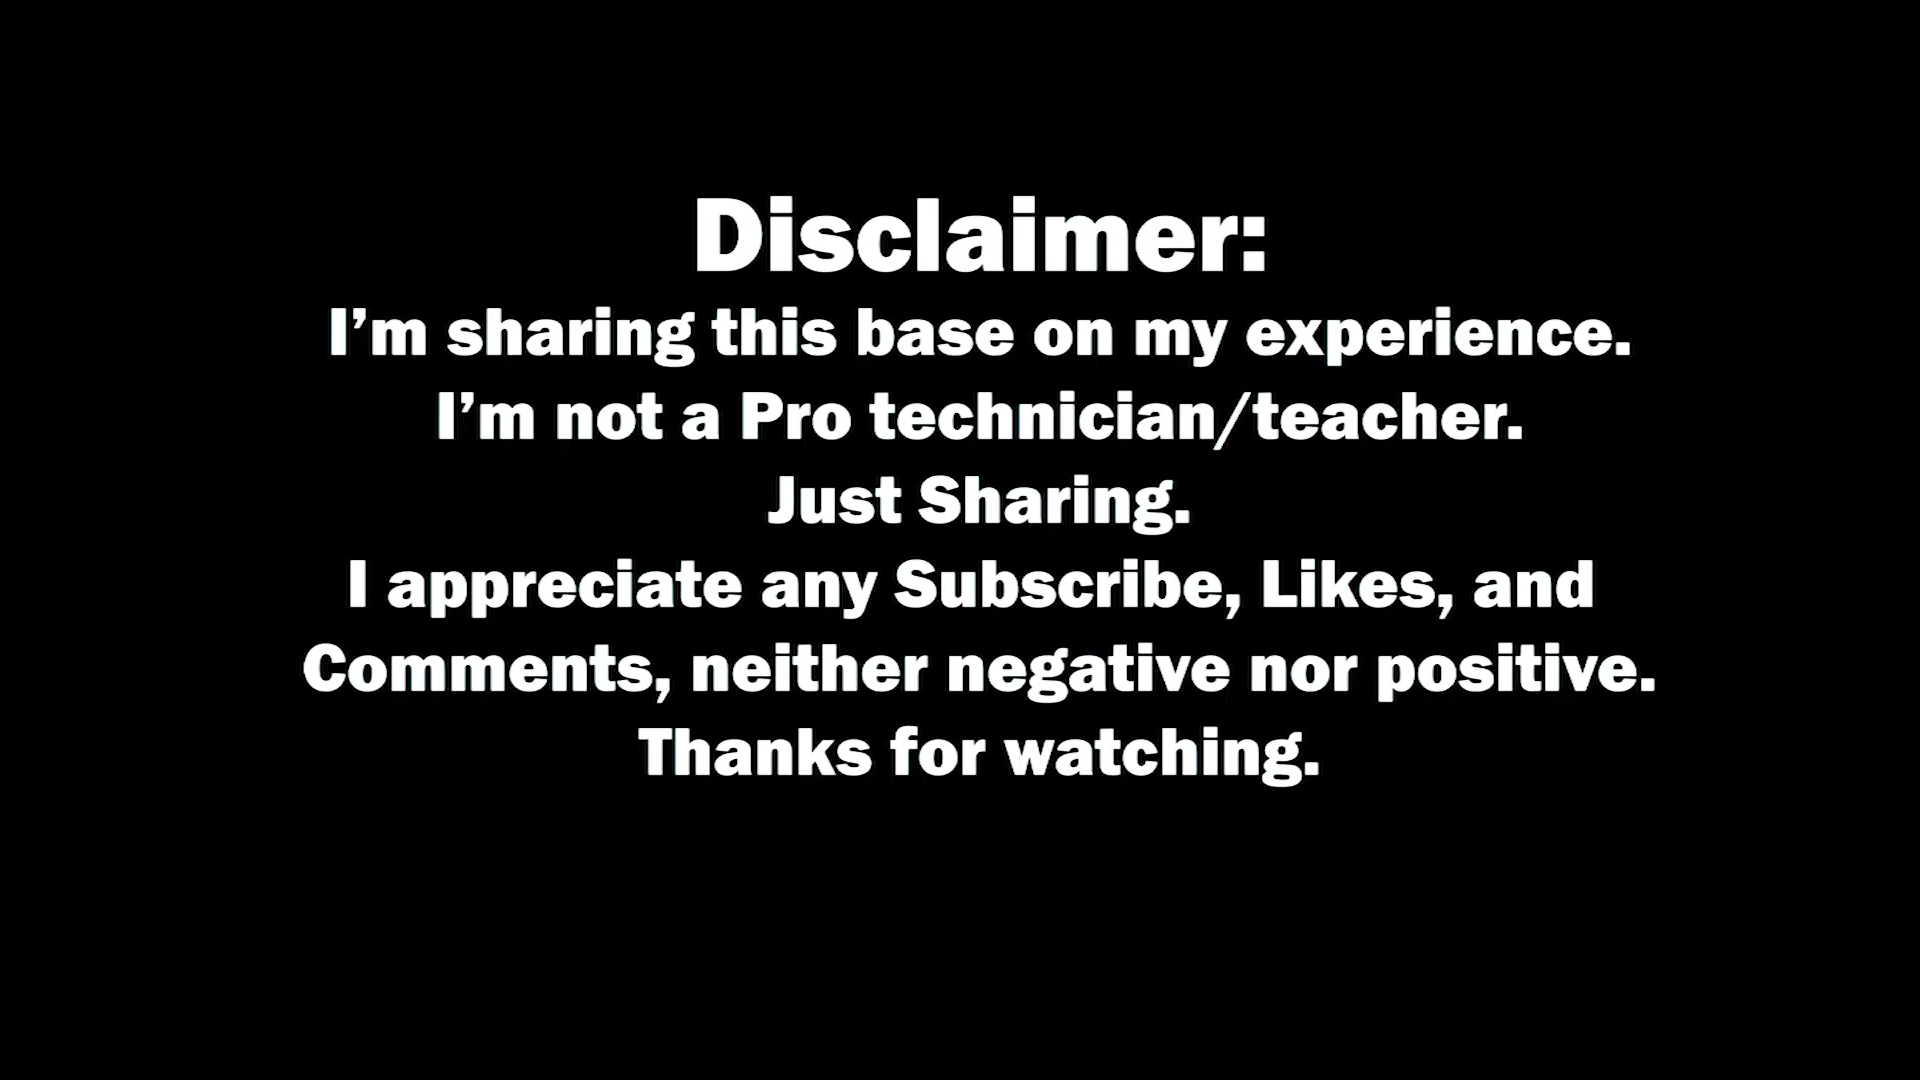 Disclaimer:
I’m sharing this base on my experience.
I’m not a Pro technician/teacher.
Just Sharing.
I appreciate any Subscribe, Likes, and
Comments, neither negative nor positive.
Thanks for watching.